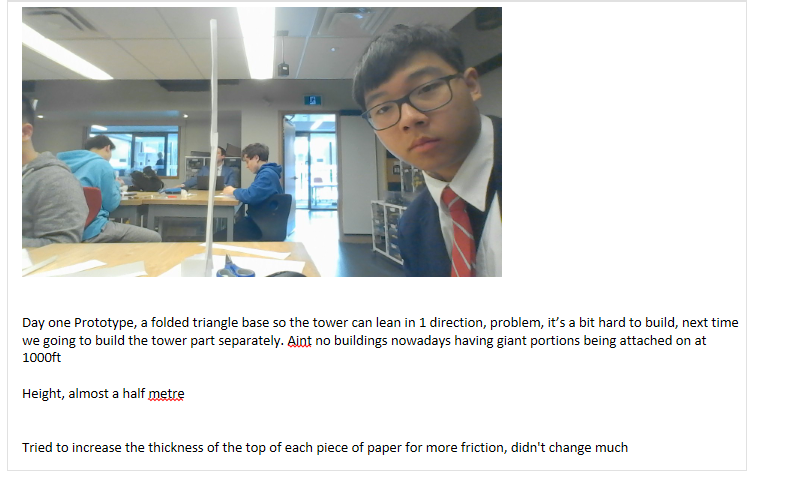 Day one Prototype, a folded triangle base so the tower can lean in 1 direction, problem, it's a bit hard to build, next time
we going to build the tower part separately. Aint no buildings nowadays having giant portions being attached on at
1000ft
Height, almost a half metre
Tried to increase the thickness of the top of each piece of paper for more friction, didn't change much